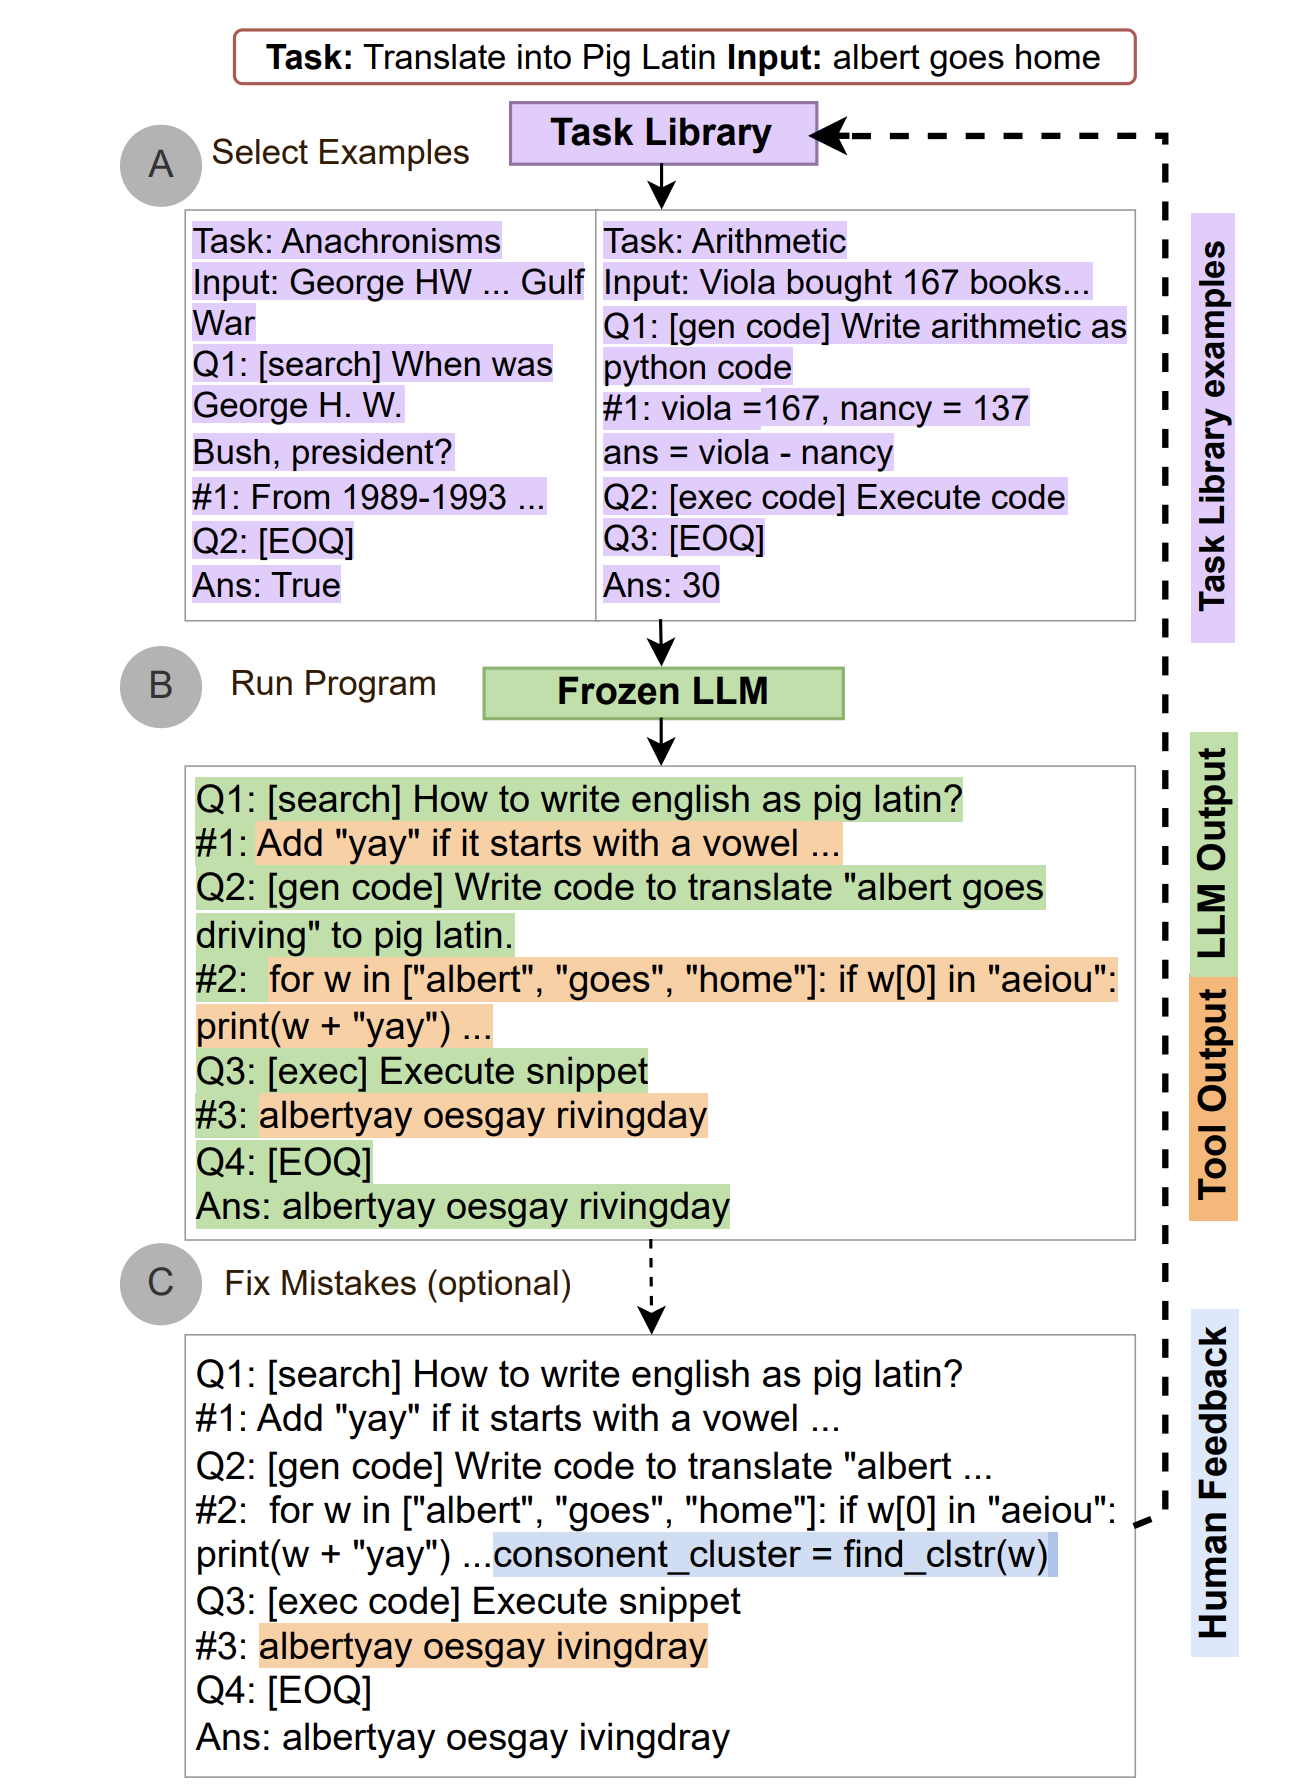 Task: Translate into Pig Latin Input: albert goes home
Task Library
A
Select Examples
Task: Anachronisms
Input: George HW ... Gulf
War
Q1: [search] When was
George H. W.
Bush, president?
#1: From 1989-1993 ...
Q2: [EOQ]
Ans: True
Task: Arithmetic
Input: Viola bought 167 books...
Q1: [gen code] Write arithmetic as
python code
#1: viola =167, nancy = 137
ans = viola - nancy
Q2: [exec code] Execute code
Q3: [EOQ]
Ans: 30
Task Library examples
B
Run Program
Frozen LLM
Q1: [search] How to write english as pig latin?
#1: Add "yay" if it starts with a vowel ...
Q2: [gen code] Write code to translate "albert goes
driving" to pig latin.
#2: for w in ["albert", "goes", "home"]: if w[0] in "aeiou":
print(w + "yay") ...
Q3: [exec] Execute snippet
#3: albertyay oesgay rivingday
Q4: [EOQ]
Ans: albertyay oesgay rivingday
LLM Output
Tool Output
C
Fix Mistakes (optional)
Q1: [search] How to write english as pig latin?
#1: Add "yay" if it starts with a vowel ...
Q2: [gen code] Write code to translate "albert ...
#2: for w in ["albert", "goes", "home"]: if w[0] in "aeiou":
print(w + "yay") ...consonent_cluster = find_clstr(w)
Q3: [exec code] Execute snippet
#3: albertyay oesgay ivingdray
Q4: [EOQ]
Ans: albertyay oesgay ivingdray
Human Feedback